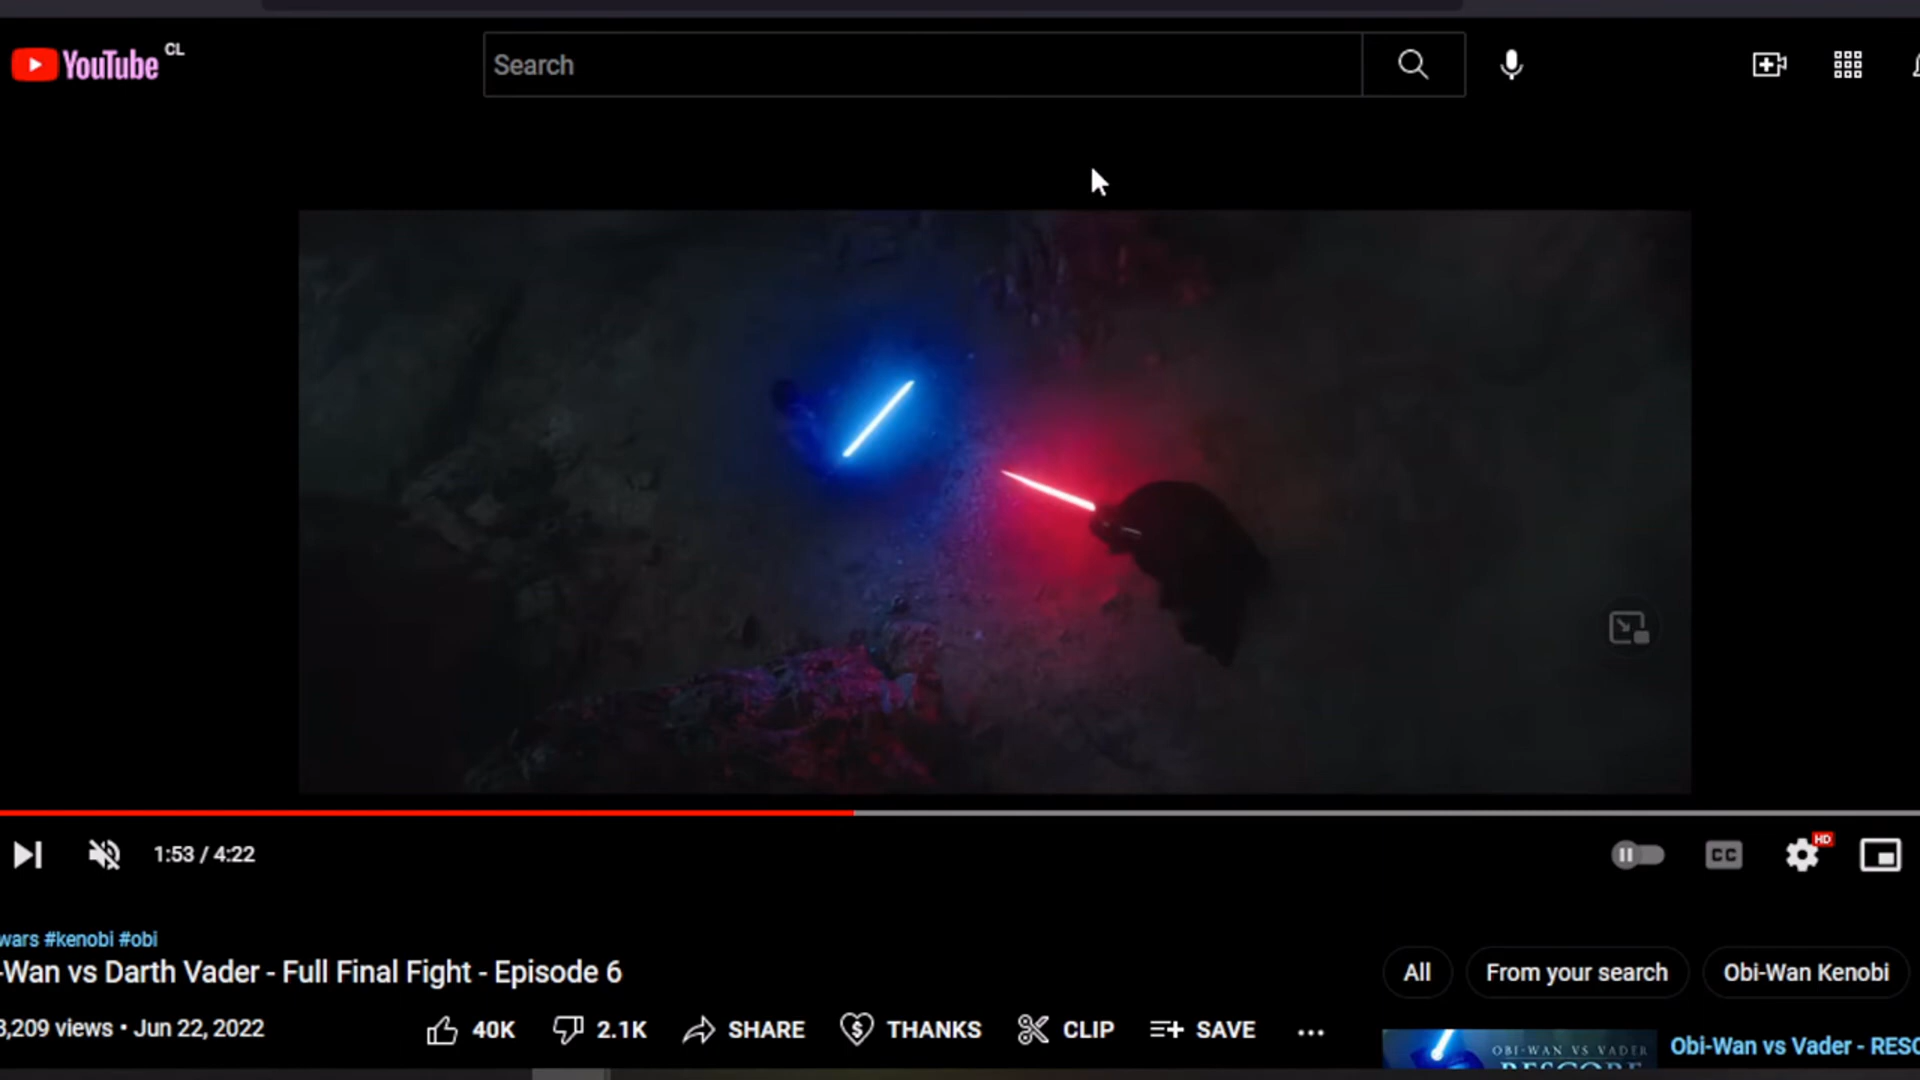 YouTube CL
Search
1:53 / 4:22
CC
HD
wars #kenobi #obi
-Wan vs Darth Vader - Full Final Fight - Episode 6
3,209 views • Jun 22, 2022
40K
2.1K
SHARE
THANKS
CLIP
SAVE
All
From your search
Obi-Wan Kenobi
OBI-WAN VS VADER
RESCORE
Obi-Wan vs Vader - RESC